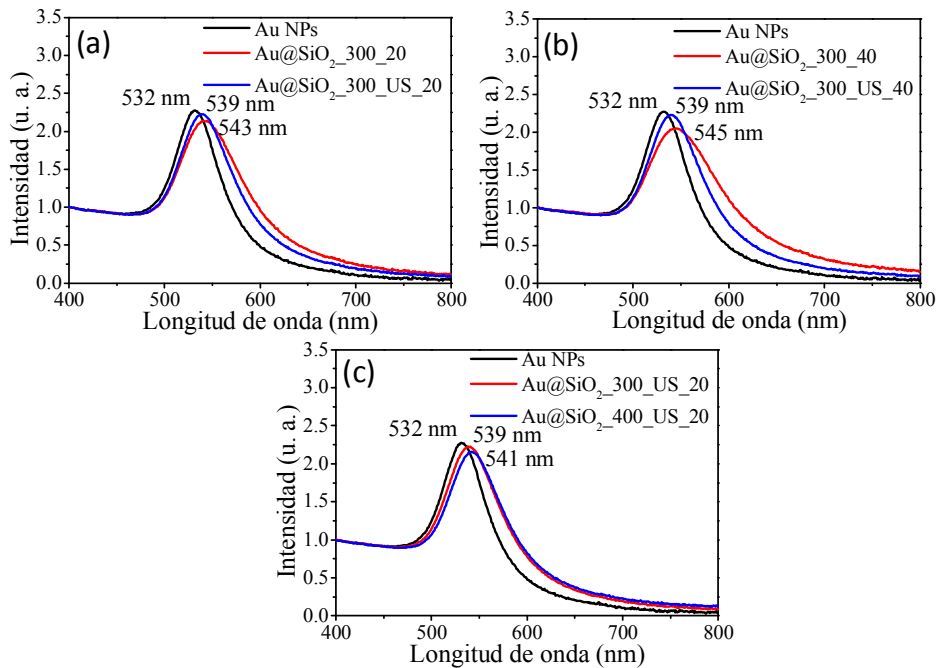 (a)
Au NPs
Au@SiO₂_300_20
Au@SiO₂_300_US_20
532 nm
539 nm
543 nm
Intensidad (u. a.)
3.5
3.0
2.5
2.0
1.5
1.0
0.5
0.0
400 500 600 700 800
Longitud de onda (nm)
(b)
Au NPs
Au@SiO₂_300_40
Au@SiO₂_300_US_40
532 nm
539 nm
545 nm
Intensidad (u. a.)
3.5
3.0
2.5
2.0
1.5
1.0
0.5
0.0
400 500 600 700 800
Longitud de onda (nm)
(c)
Au NPs
Au@SiO₂_300_US_20
Au@SiO₂_400_US_20
532 nm
539 nm
541 nm
Intensidad (u. a.)
3.5
3.0
2.5
2.0
1.5
1.0
0.5
0.0
400 500 600 700 800
Longitud de onda (nm)